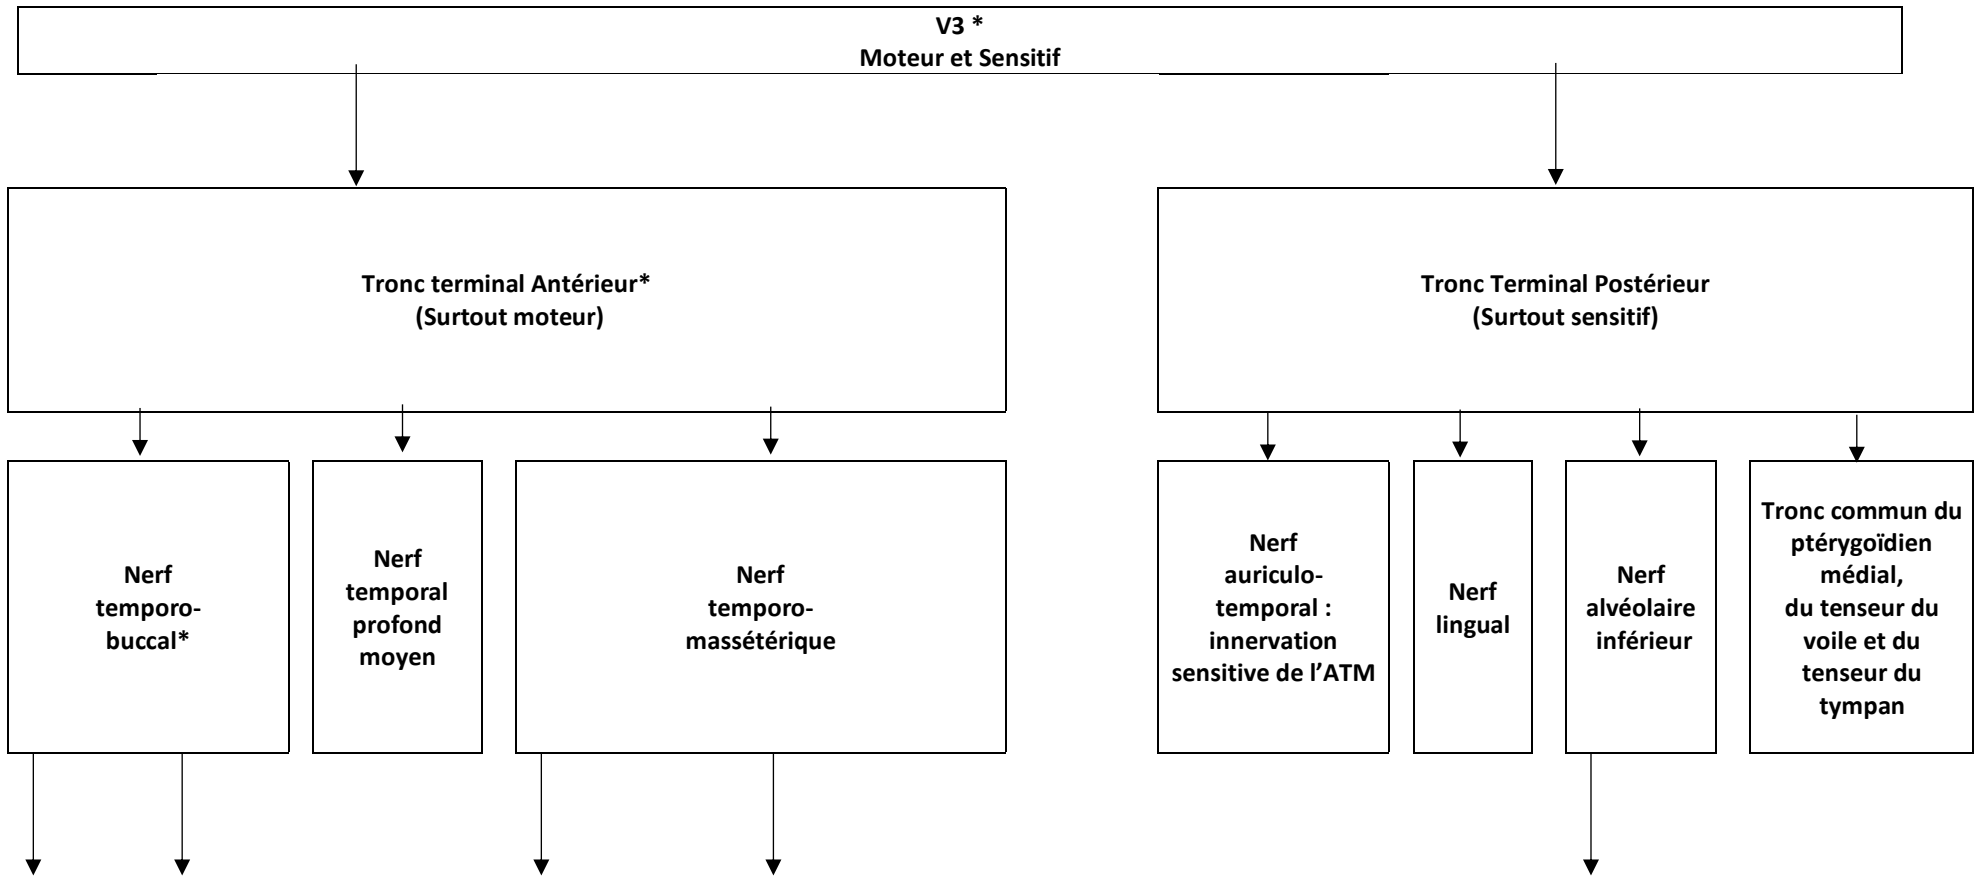 V3 *
Moteur et Sensitif
Tronc terminal Antérieur*
(Surtout moteur)
Tronc Terminal Postérieur
(Surtout sensitif)
Nerf
temporo-
buccal*
Nerf
temporal
profond
moyen
Nerf
temporo-
massétérique
Nerf
auriculo-
temporal :
innervation
sensitive de l’ATM
Nerf
lingual
Nerf
alvéolaire
inférieur
Tronc commun du
ptérygoïdien
médial,
du tenseur du
voile et du
tenseur du
tympan